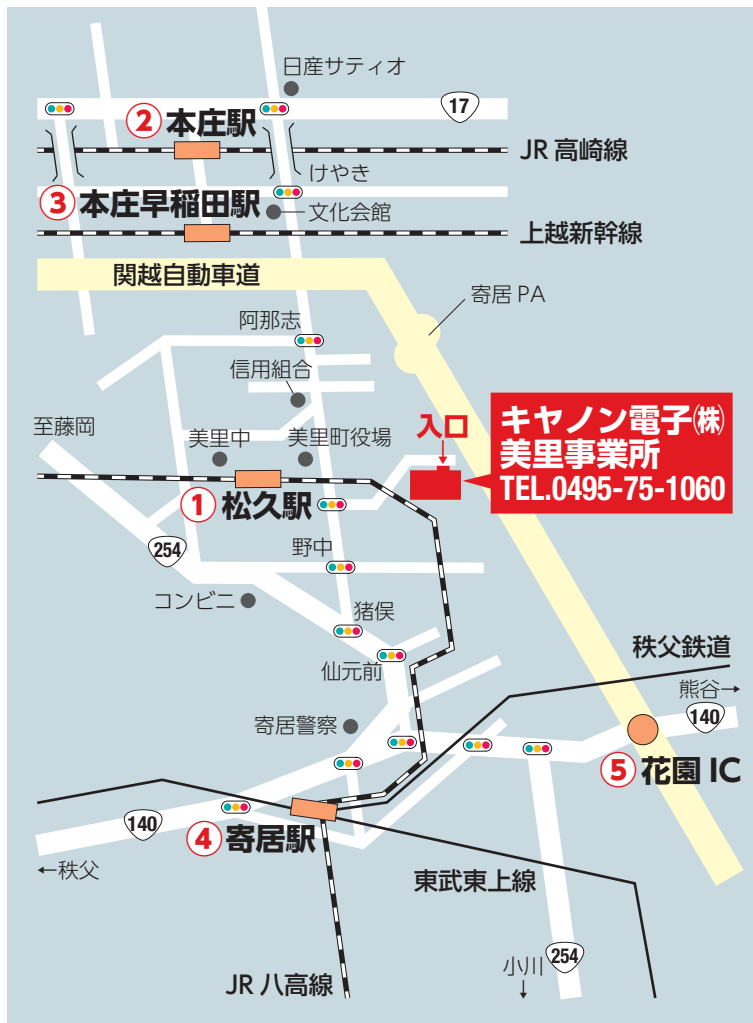 日産サティオ
17
② 本庄駅
JR 高崎線
けやき
③ 本庄早稲田駅
文化会館
上越新幹線
関越自動車道
寄居 PA
阿那志
信用組合
至藤岡
美里中
美里町役場
入口
キヤノン電子㈱
美里事業所
TEL.0495-75-1060
① 松久駅
254
野中
コンビニ
猪俣
仙元前
秩父鉄道
熊谷→
140
寄居警察
⑤ 花園 IC
140
④ 寄居駅
←秩父
東武東上線
254
小川
↓
JR 八高線